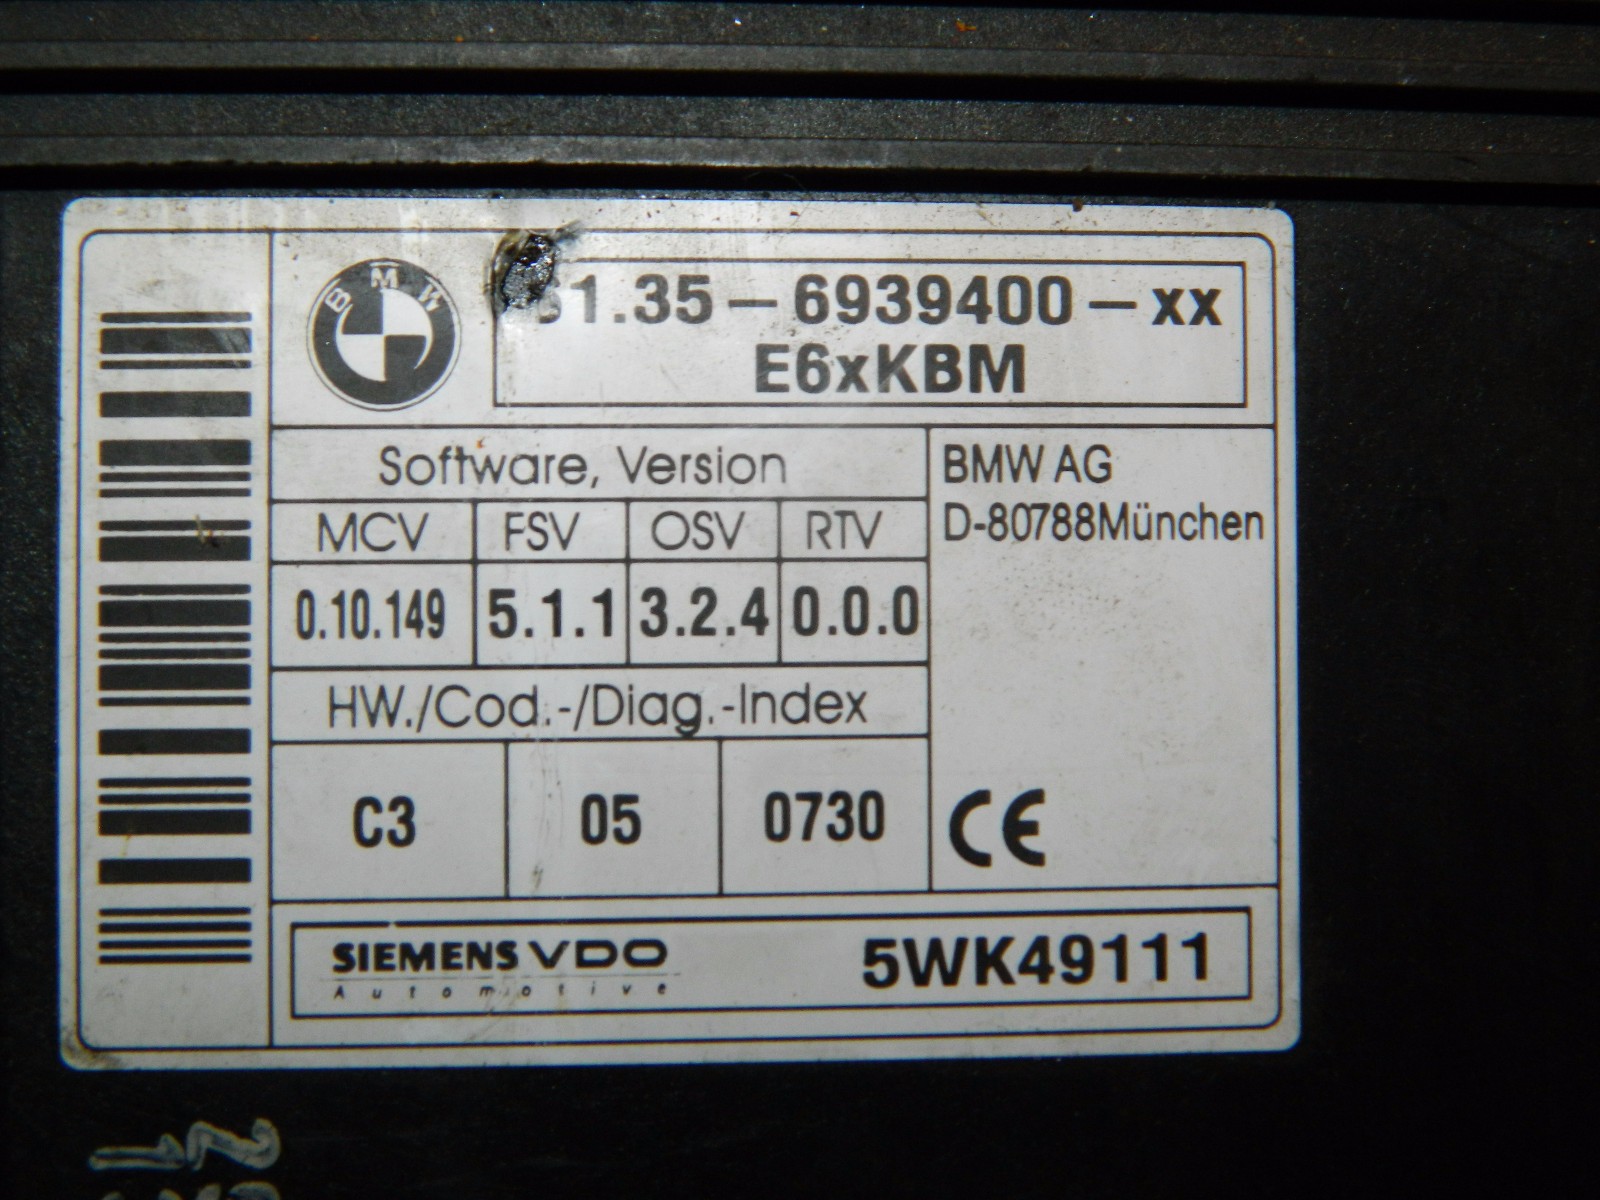 BMW
61.35 – 6939400 – xx
E6xKBM
Software, Version
MCV FSV OSV RTV
0.10.149 5.1.1 3.2.4 0.0.0
HW./Cod.-/Diag.-Index
C3 05 0730
BMW AG
D-80788München
CE
SIEMENS VDO
Automotive
5WK49111